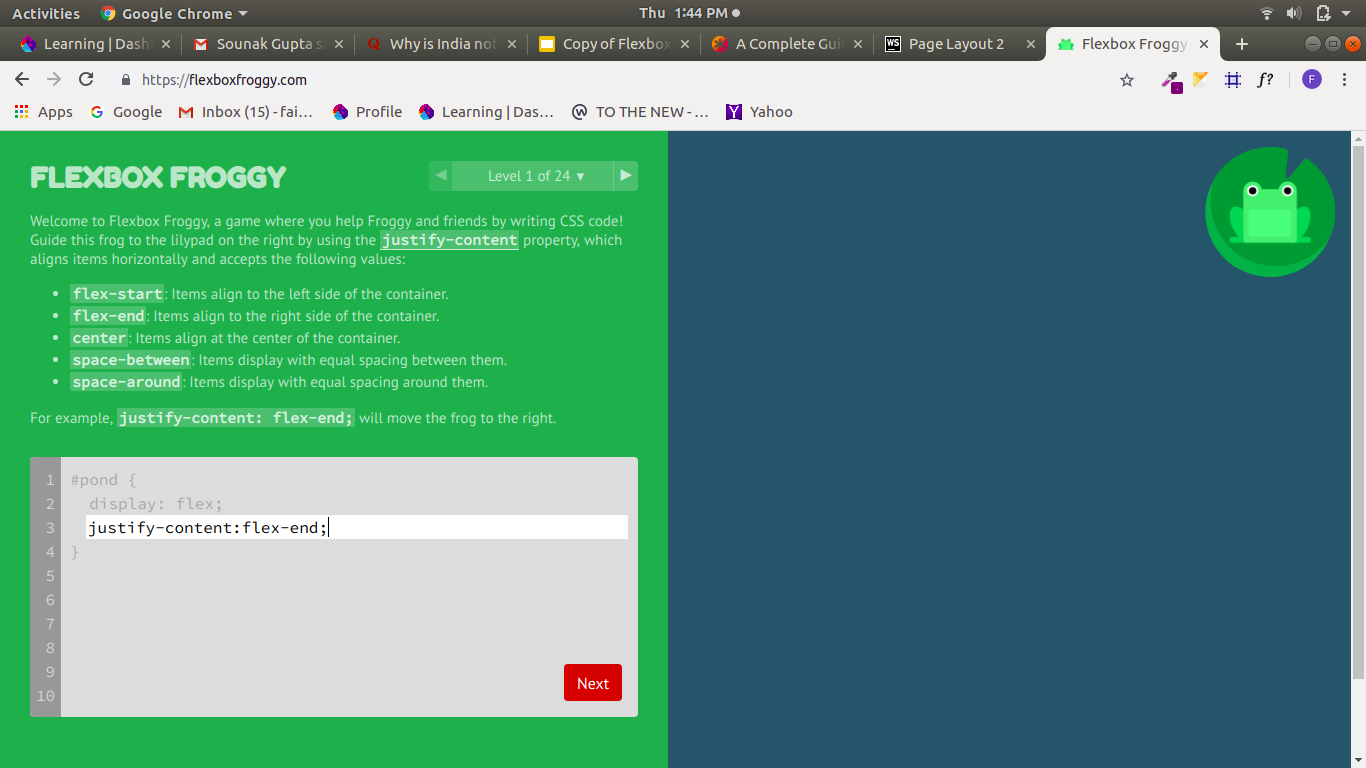 Activities Google Chrome Thu 1:44 PM
Learning | Dash Sounak Gupta s Why is India not Copy of Flexbox A Complete Gui WS Page Layout 2 Flexbox Froggy
https://flexboxfroggy.com f? F
Apps Google Inbox (15) - fai... Profile Learning | Das... TO THE NEW - ... Yahoo
FLEXBOX FROGGY
Level 1 of 24
Welcome to Flexbox Froggy, a game where you help Froggy and friends by writing CSS code!
Guide this frog to the lilypad on the right by using the justify-content property, which
aligns items horizontally and accepts the following values:
flex-start: Items align to the left side of the container.
flex-end: Items align to the right side of the container.
center: Items align at the center of the container.
space-between: Items display with equal spacing between them.
space-around: Items display with equal spacing around them.
For example, justify-content: flex-end; will move the frog to the right.
1 #pond {
2 display: flex;
3 justify-content:flex-end;
4 }
5
6
7
8
9
10
Next